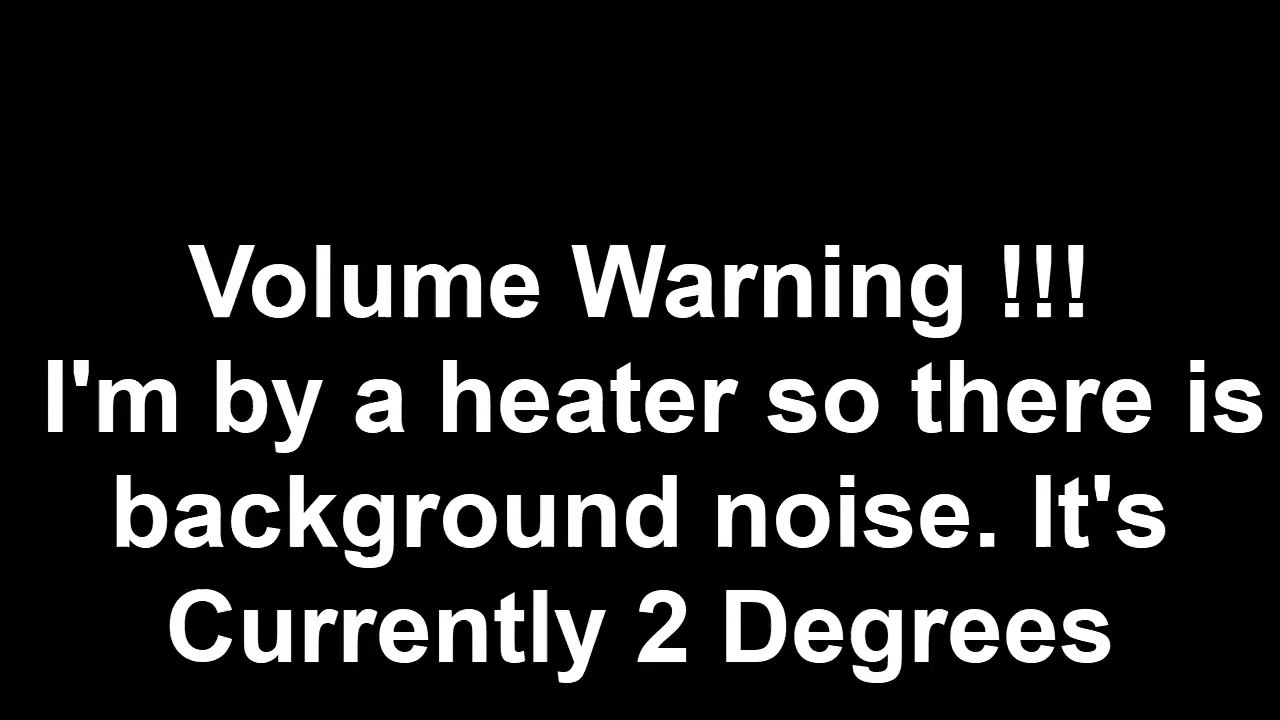 Volume Warning !!!
I'm by a heater so there is
background noise. It's
Currently 2 Degrees